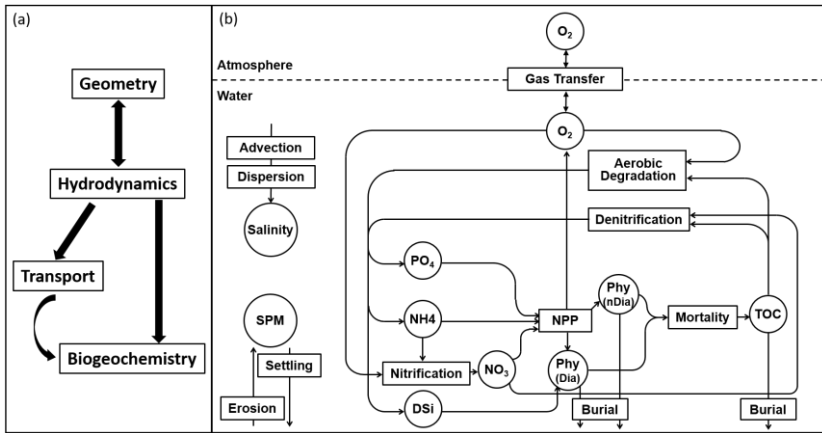 (a)
Geometry
Hydrodynamics
Transport
Biogeochemistry
(b)
O2
Atmosphere
Gas Transfer
Water
O2
Advection
Dispersion
Salinity
Aerobic
Degradation
Denitrification
PO4
SPM
NH4
NPP
Phy
(nDia)
Mortality
TOC
Settling
Nitrification
NO3
Phy
(Dia)
Erosion
DSi
Burial
Burial